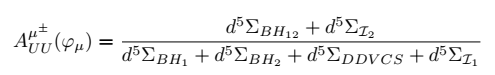 $A_{UU}^{\mu^{\pm}}(\varphi_{\mu}) = \dfrac{d^5\Sigma_{BH_{12}} + d^5\Sigma_{\mathcal{I}_2}}{d^5\Sigma_{BH_1} + d^5\Sigma_{BH_2} + d^5\Sigma_{DDVCS} + d^5\Sigma_{\mathcal{I}_1}}$